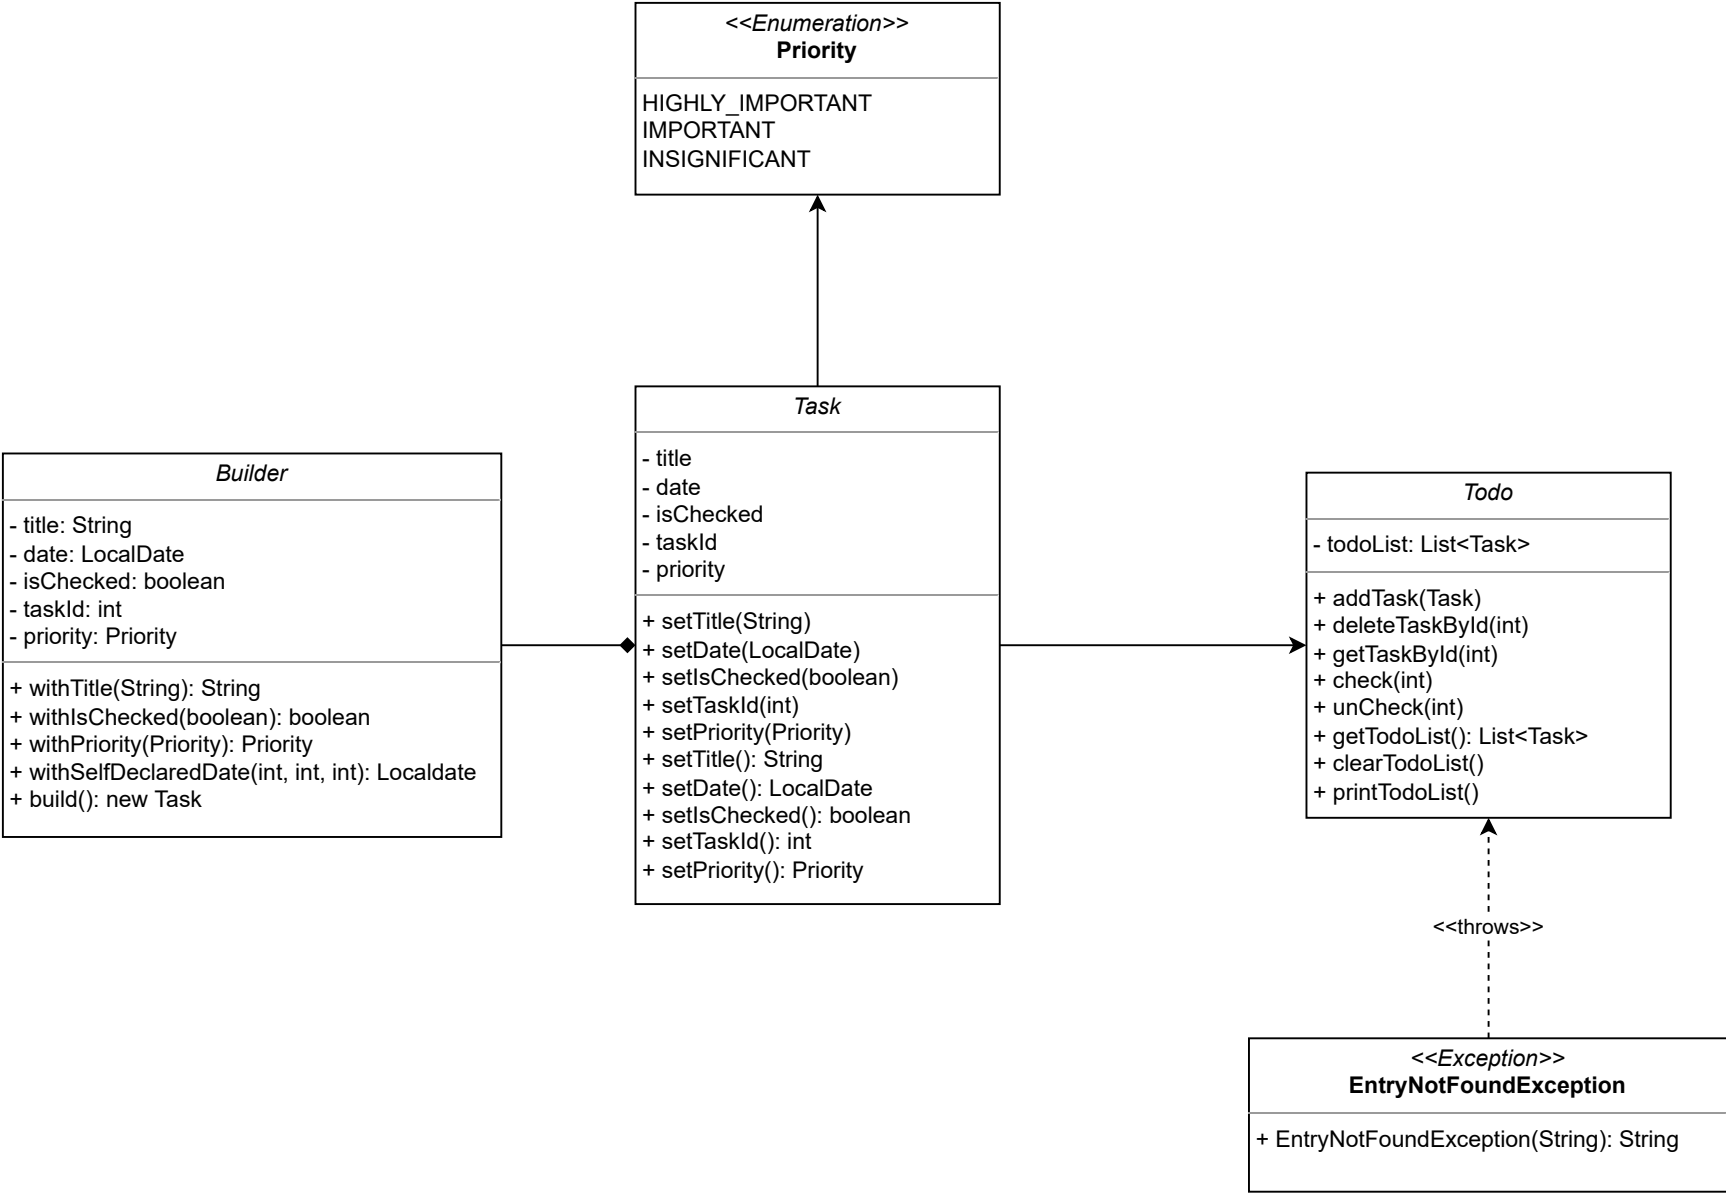 <<Enumeration>>
Priority
HIGHLY_IMPORTANT
IMPORTANT
INSIGNIFICANT
Builder
- title: String
- date: LocalDate
- isChecked: boolean
- taskId: int
- priority: Priority
+ withTitle(String): String
+ withIsChecked(boolean): boolean
+ withPriority(Priority): Priority
+ withSelfDeclaredDate(int, int, int): Localdate
+ build(): new Task
Task
- title
- date
- isChecked
- taskId
- priority
+ setTitle(String)
+ setDate(LocalDate)
+ setIsChecked(boolean)
+ setTaskId(int)
+ setPriority(Priority)
+ setTitle(): String
+ setDate(): LocalDate
+ setIsChecked(): boolean
+ setTaskId(): int
+ setPriority(): Priority
Todo
- todoList: List<Task>
+ addTask(Task)
+ deleteTaskById(int)
+ getTaskById(int)
+ check(int)
+ unCheck(int)
+ getTodoList(): List<Task>
+ clearTodoList()
+ printTodoList()
<<throws>>
<<Exception>>
EntryNotFoundException
+ EntryNotFoundException(String): String